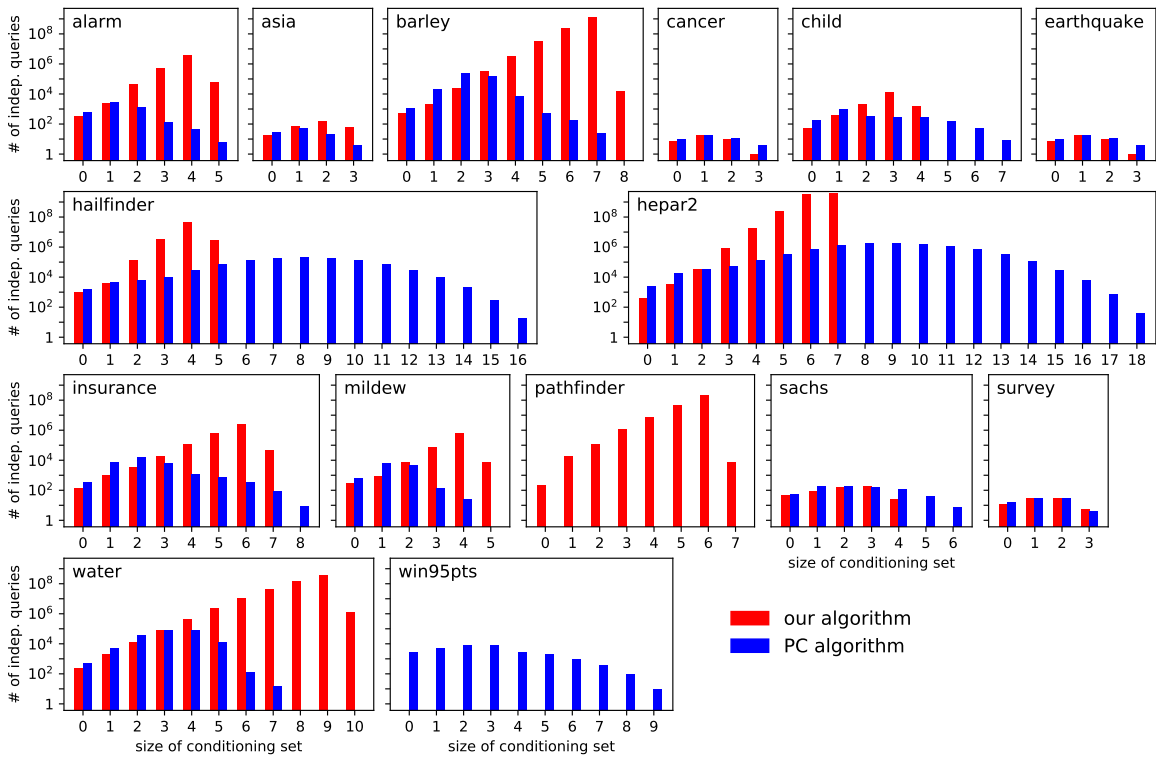 alarm asia barley cancer child earthquake
# of indep. queries
10^8
10^6
10^4
10^2
1
0 1 2 3 4 5 0 1 2 3 0 1 2 3 4 5 6 7 8 0 1 2 3 0 1 2 3 4 5 6 7 0 1 2 3
hailfinder hepar2
# of indep. queries
10^8 10^8
10^6 10^6
10^4 10^4
10^2 10^2
1 1
0 1 2 3 4 5 6 7 8 9 10 11 12 13 14 15 16 0 1 2 3 4 5 6 7 8 9 10 11 12 13 14 15 16 17 18
insurance mildew pathfinder sachs survey
# of indep. queries
10^8
10^6
10^4
10^2
1
0 1 2 3 4 5 6 7 8 0 1 2 3 4 5 0 1 2 3 4 5 6 7 0 1 2 3 4 5 6 0 1 2 3
size of conditioning set
water win95pts
# of indep. queries
10^8
10^6
10^4
10^2
1
0 1 2 3 4 5 6 7 8 9 10 0 1 2 3 4 5 6 7 8 9
size of conditioning set size of conditioning set
our algorithm
PC algorithm